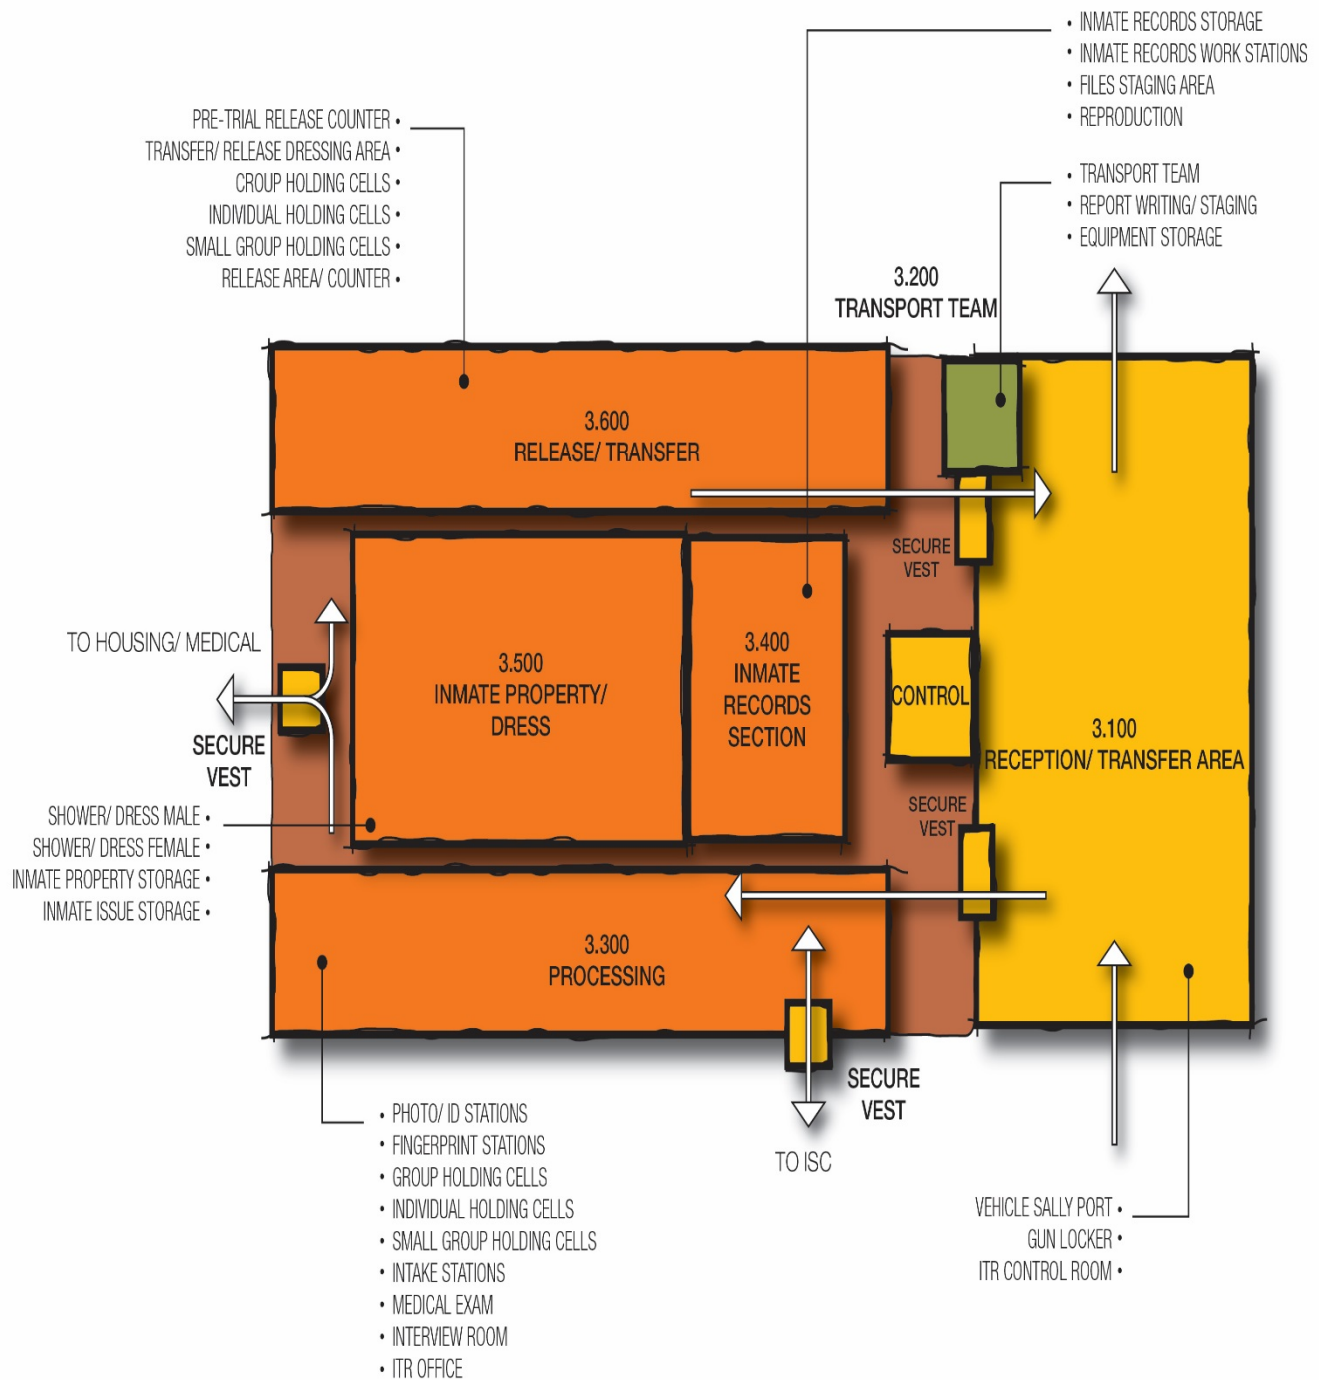 • INMATE RECORDS STORAGE
• INMATE RECORDS WORK STATIONS
• FILES STAGING AREA
• REPRODUCTION
PRE-TRIAL RELEASE COUNTER •
TRANSFER/ RELEASE DRESSING AREA •
CROUP HOLDING CELLS •
INDIVIDUAL HOLDING CELLS •
SMALL GROUP HOLDING CELLS •
RELEASE AREA/ COUNTER •
• TRANSPORT TEAM
• REPORT WRITING/ STAGING
• EQUIPMENT STORAGE
3.200
TRANSPORT TEAM
3.600
RELEASE/ TRANSFER
SECURE
VEST
TO HOUSING/ MEDICAL
SECURE
VEST
3.500
INMATE PROPERTY/
DRESS
3.400
INMATE
RECORDS
SECTION
CONTROL
3.100
RECEPTION/ TRANSFER AREA
SECURE
VEST
SHOWER/ DRESS MALE •
SHOWER/ DRESS FEMALE •
INMATE PROPERTY STORAGE •
INMATE ISSUE STORAGE •
3.300
PROCESSING
SECURE
VEST
TO ISC
• PHOTO/ ID STATIONS
• FINGERPRINT STATIONS
• GROUP HOLDING CELLS
• INDIVIDUAL HOLDING CELLS
• SMALL GROUP HOLDING CELLS
• INTAKE STATIONS
• MEDICAL EXAM
• INTERVIEW ROOM
• ITR OFFICE
VEHICLE SALLY PORT •
GUN LOCKER •
ITR CONTROL ROOM •